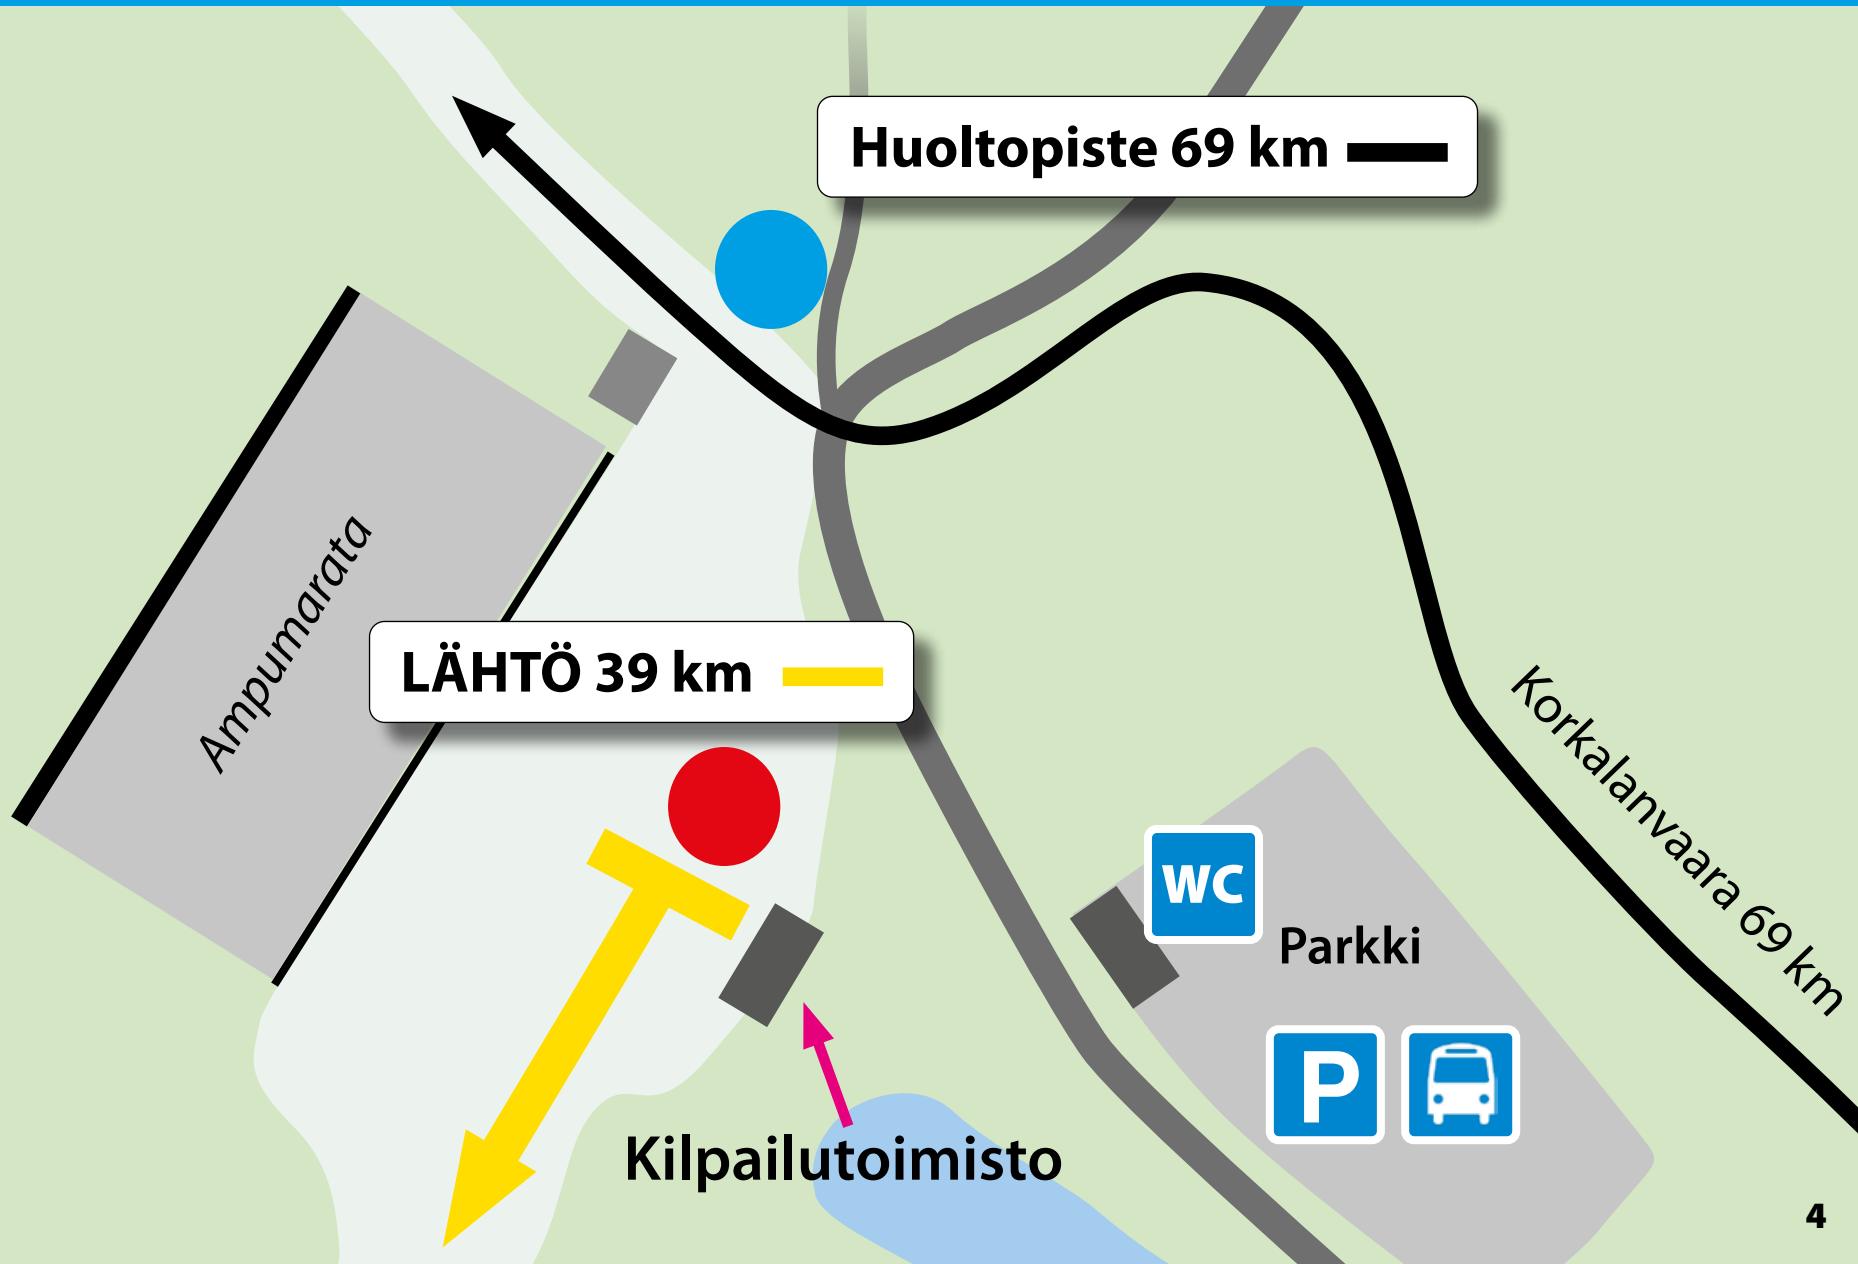 Huoltopiste 69 km
Ampumarata
LÄHTÖ 39 km
Korkalanvaara 69 km
WC
Parkki
P
Kilpailutoimisto
4